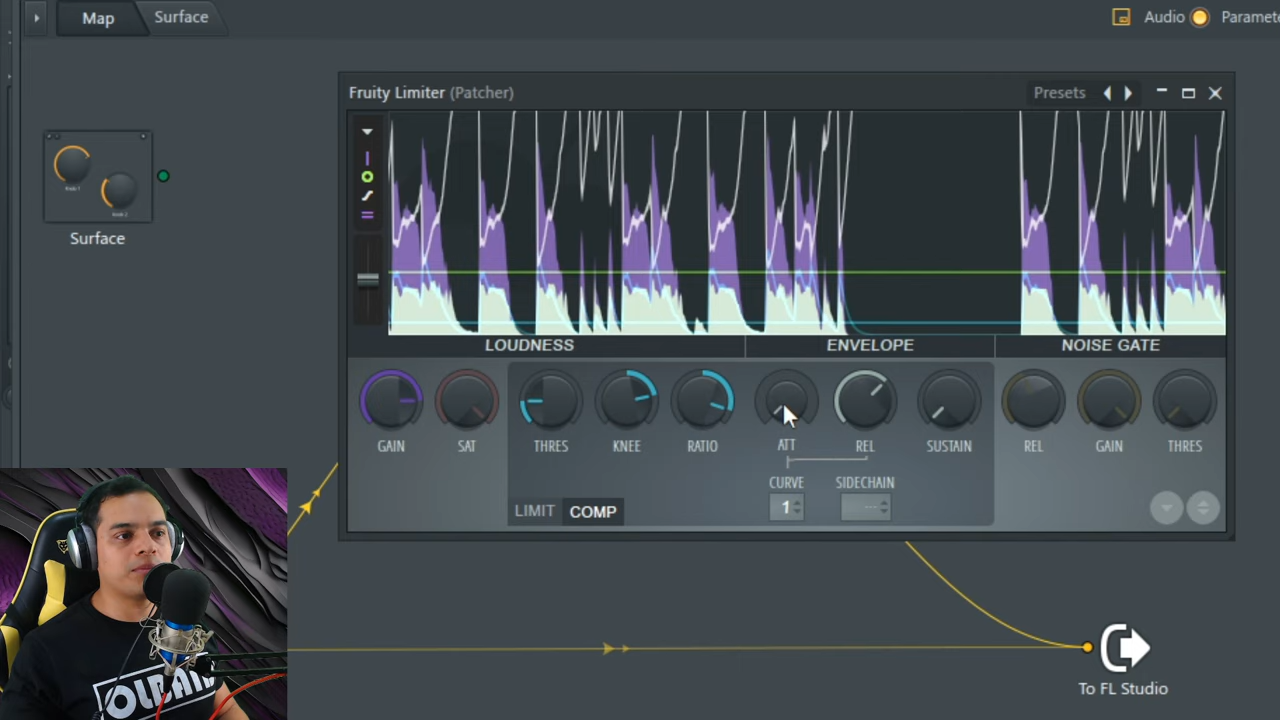 Map Surface Audio
Fruity Limiter (Patcher) Presets
Surface
LOUDNESS ENVELOPE NOISE GATE
GAIN SAT THRES KNEE RATIO ATT REL SUSTAIN REL GAIN THRES
CURVE SIDECHAIN
LIMIT COMP 1 ---
To FL Studio